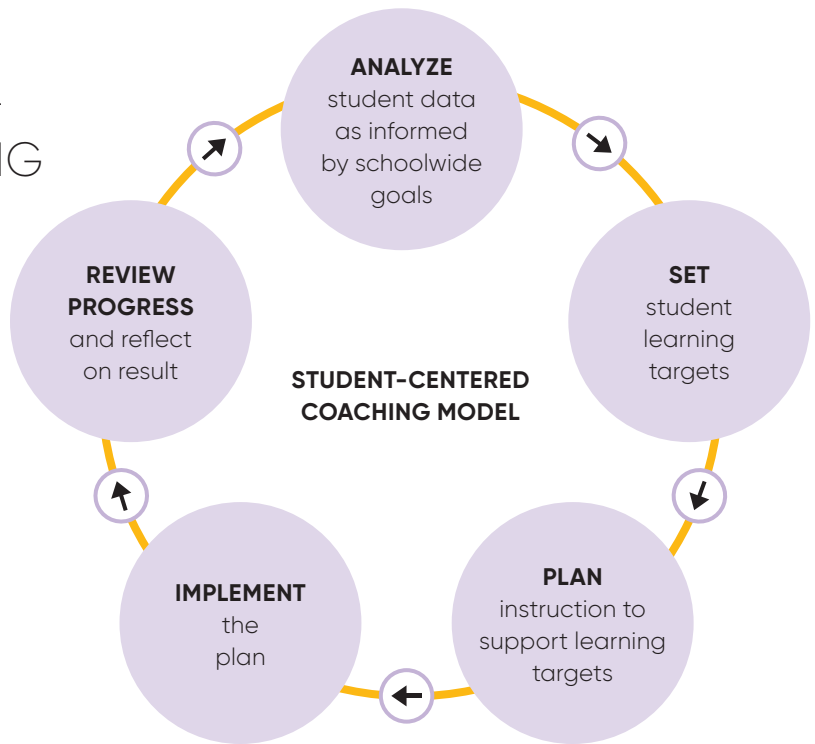 ANALYZE
student data
as informed
by schoolwide
goals
SET
student
learning
targets
PLAN
instruction to
support learning
targets
IMPLEMENT
the
plan
REVIEW
PROGRESS
and reflect
on result
STUDENT-CENTERED
COACHING MODEL